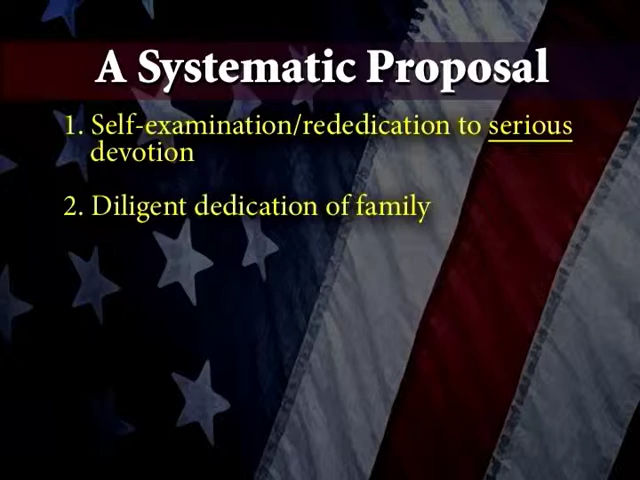 A Systematic Proposal
1. Self-examination/rededication to serious
devotion
2. Diligent dedication of family